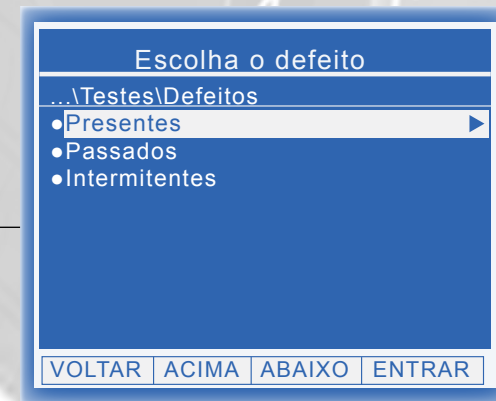 Escolha o defeito
...\Testes\Defeitos
●Presentes ▶
●Passados
●Intermitentes
VOLTAR ACIMA ABAIXO ENTRAR